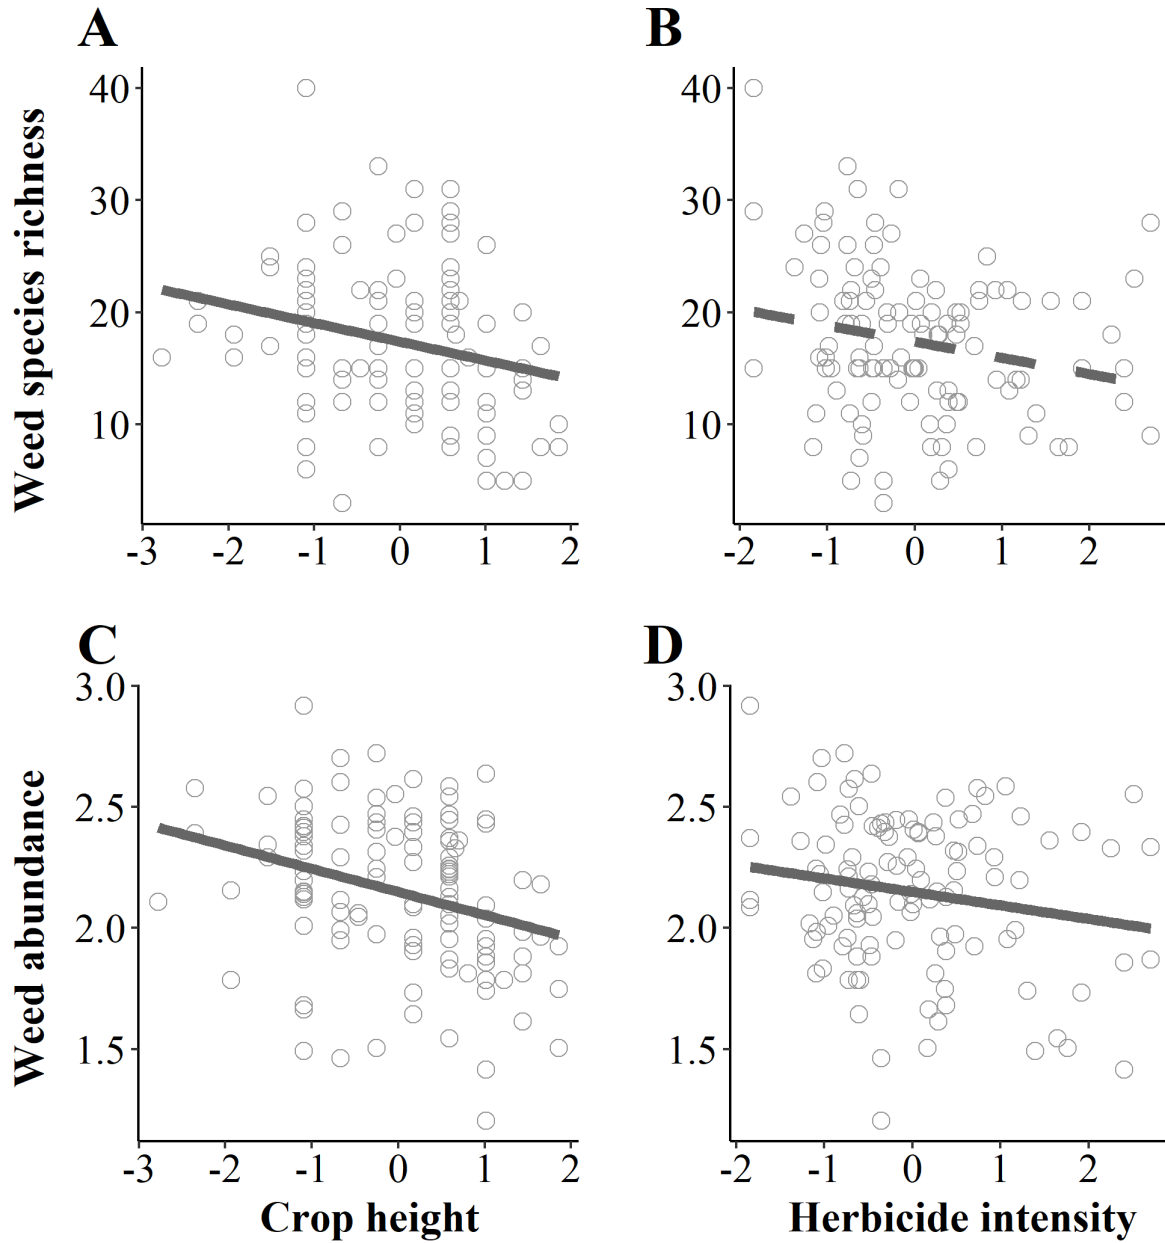 A
B
Weed species richness
40
30
20
10
-3 -2 -1 0 1 2
40
30
20
10
-2 -1 0 1 2
C
D
Weed abundance
3.0
2.5
2.0
1.5
-3 -2 -1 0 1 2
Crop height
3.0
2.5
2.0
1.5
-2 -1 0 1 2
Herbicide intensity